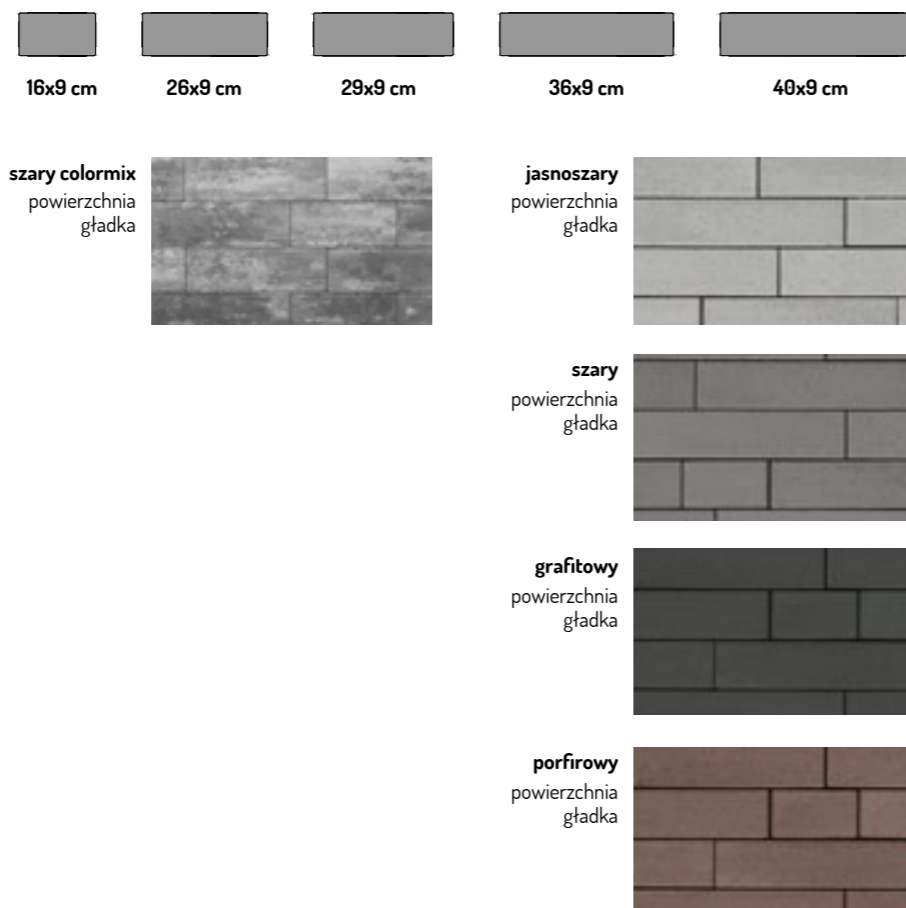 16x9 cm
26x9 cm
29x9 cm
36x9 cm
40x9 cm
szary colormix
powierzchnia
gładka
jasnoszary
powierzchnia
gładka
szary
powierzchnia
gładka
grafitowy
powierzchnia
gładka
porfirowy
powierzchnia
gładka